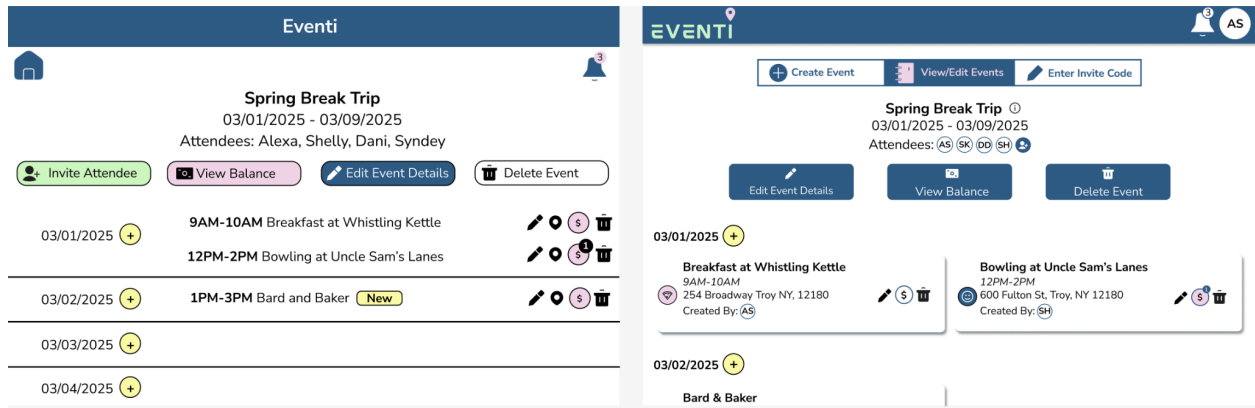 Eventi
3
Spring Break Trip
03/01/2025 - 03/09/2025
Attendees: Alexa, Shelly, Dani, Syndey
Invite Attendee View Balance Edit Event Details Delete Event
03/01/2025 +
9AM-10AM Breakfast at Whistling Kettle $
12PM-2PM Bowling at Uncle Sam's Lanes $ 1
03/02/2025 + 1PM-3PM Bard and Baker New $
03/03/2025 +
03/04/2025 +
EVENTI 3 AS
Create Event View/Edit Events Enter Invite Code
Spring Break Trip i
03/01/2025 - 03/09/2025
Attendees: AS SK DD SH
Edit Event Details View Balance Delete Event
03/01/2025 +
Breakfast at Whistling Kettle
9AM-10AM
254 Broadway Troy NY, 12180 $
Created By: AS
Bowling at Uncle Sam's Lanes
12PM-2PM
600 Fulton St, Troy, NY 12180 $
Created By: SH
03/02/2025 +
Bard & Baker